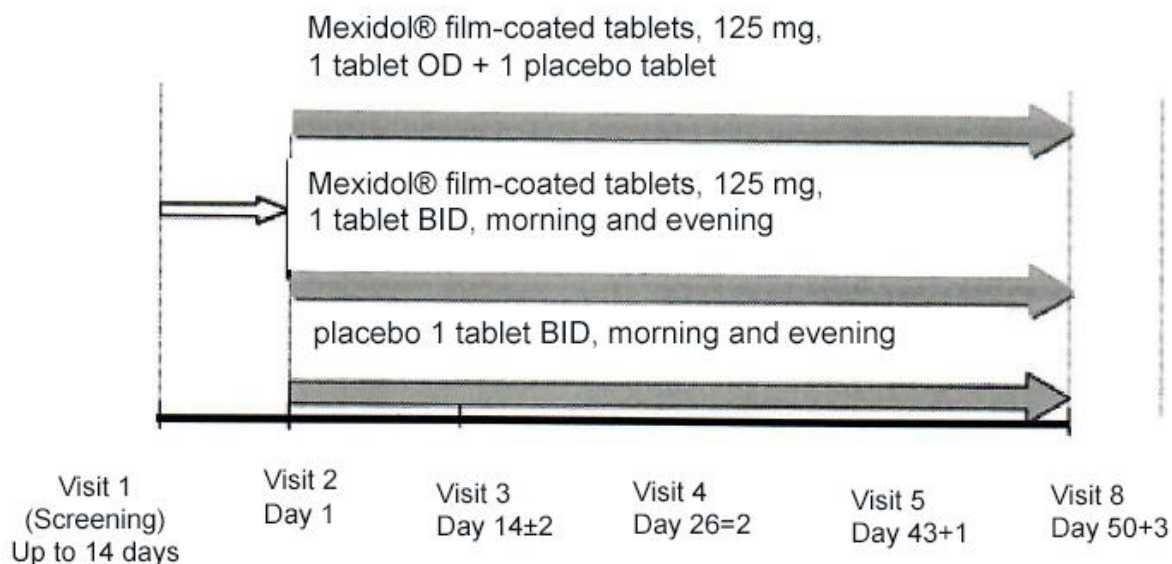 Mexidol® film-coated tablets, 125 mg,
1 tablet OD + 1 placebo tablet
Mexidol® film-coated tablets, 125 mg,
1 tablet BID, morning and evening
placebo 1 tablet BID, morning and evening
Visit 1
(Screening)
Up to 14 days
Visit 2
Day 1
Visit 3
Day 14±2
Visit 4
Day 26=2
Visit 5
Day 43+1
Visit 8
Day 50+3